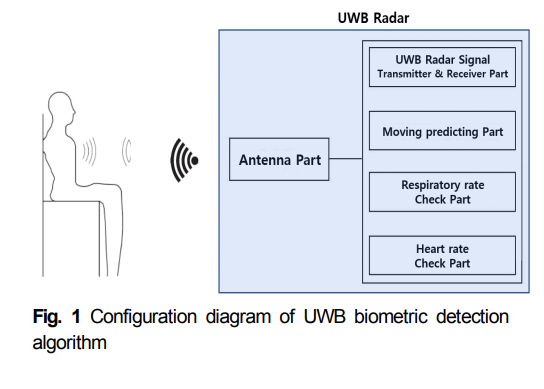 UWB Radar
UWB Radar Signal
Transmitter & Receiver Part
Moving predicting Part
Antenna Part
Respiratory rate
Check Part
Heart rate
Check Part
Fig. 1 Configuration diagram of UWB biometric detection
algorithm